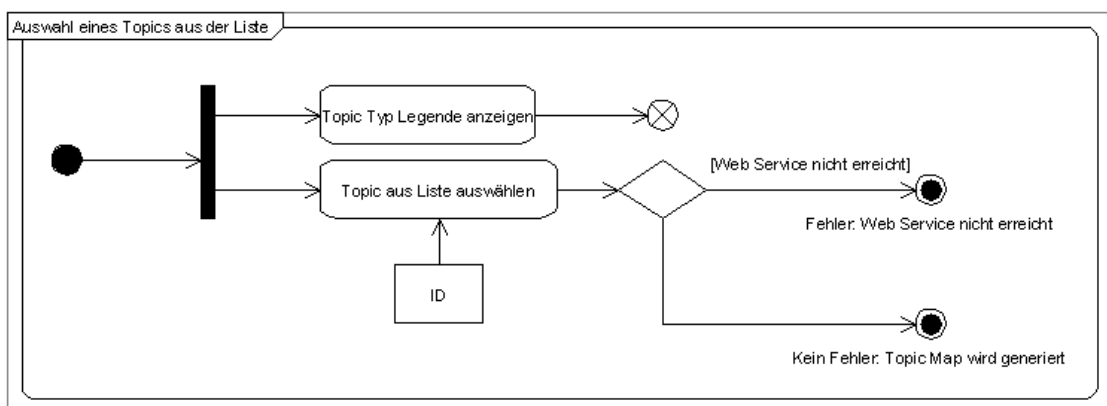 Auswahl eines Topics aus der Liste
Topic Typ Legende anzeigen
[Web Service nicht erreicht]
Topic aus Liste auswählen
Fehler: Web Service nicht erreicht
ID
Kein Fehler: Topic Map wird generiert